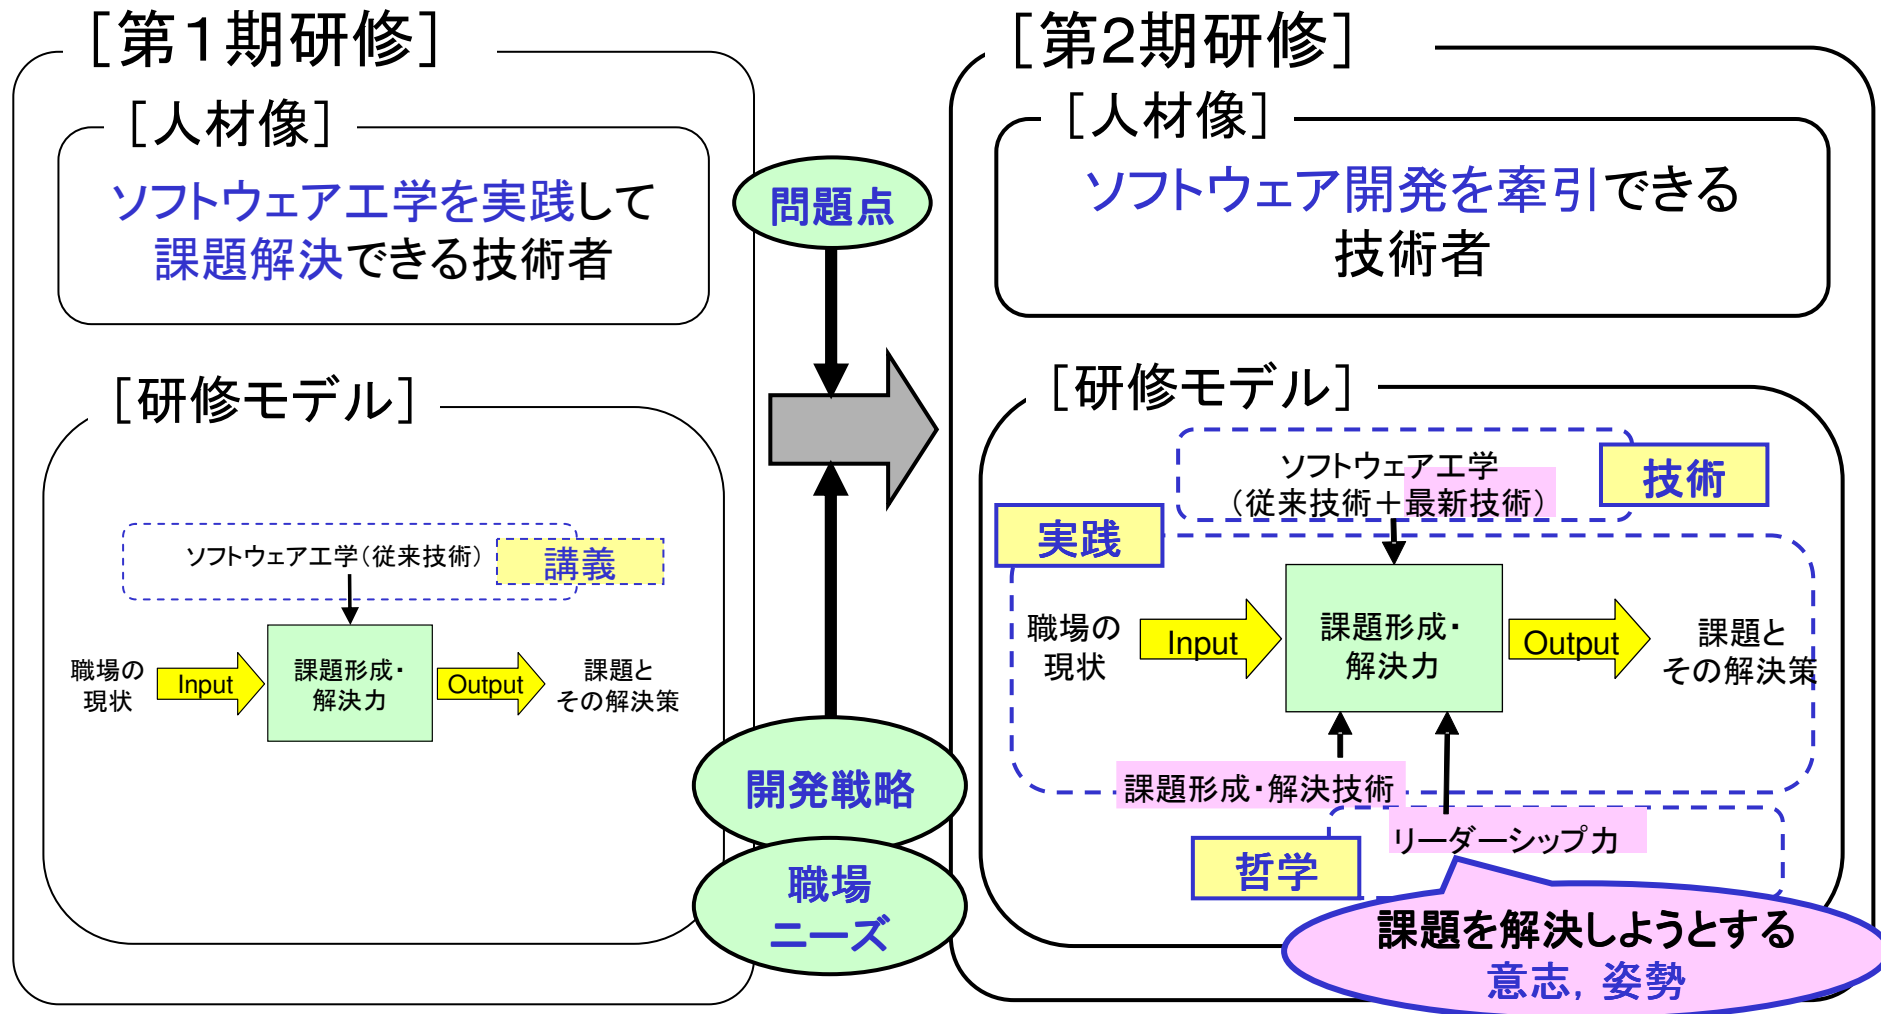 ［第１期研修］
［人材像］
ソフトウェア工学を実践して
課題解決できる技術者
［研修モデル］
ソフトウェア工学（従来技術）
講義
職場の
現状
Input
課題形成・
解決力
Output
課題と
その解決策
問題点
開発戦略
職場
ニーズ
［第2期研修］
［人材像］
ソフトウェア開発を牽引できる
技術者
［研修モデル］
ソフトウェア工学
（従来技術＋最新技術）
技術
実践
職場の
現状
Input
課題形成・
解決力
Output
課題と
その解決策
課題形成・解決技術
リーダーシップ力
哲学
課題を解決しようとする
意志，姿勢